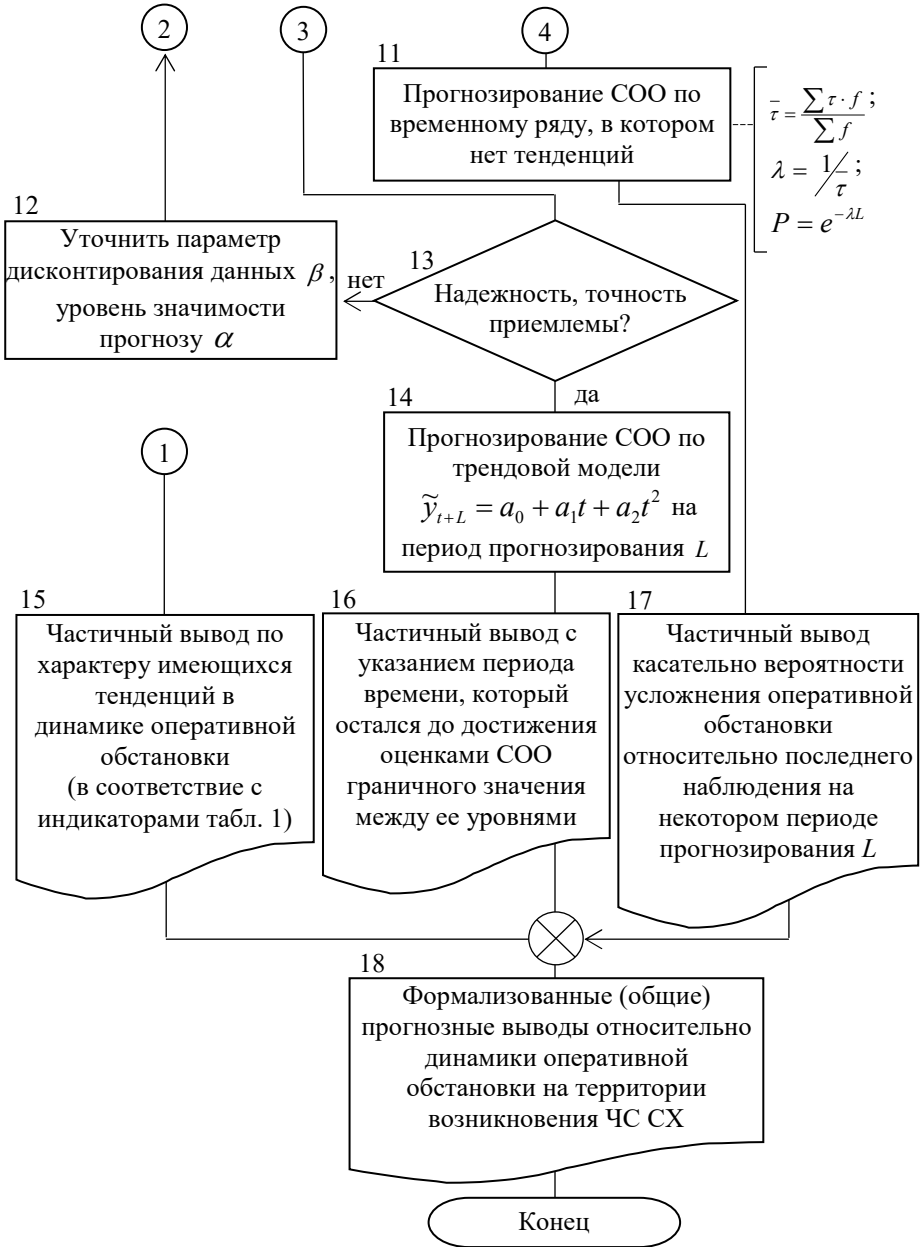 2
3
4
11
Прогнозирование СОО по
временному ряду, в котором
нет тенденций
τ̅ = ∑ τ · f / ∑ f ;
λ = 1/τ̅ ;
P = e^{−λL}
12
Уточнить параметр
дисконтирования данных β,
уровень значимости
прогнозу α
нет
13
Надежность, точность
приемлемы?
да
14
Прогнозирование СОО по
трендовой модели
ỹ_{t+L} = a₀ + a₁t + a₂t² на
период прогнозирования L
1
15
Частичный вывод по
характеру имеющихся
тенденций в
динамике оперативной
обстановки
(в соответствие с
индикаторами табл. 1)
16
Частичный вывод с
указанием периода
времени, который
остался до достижения
оценками СОО
граничного значения
между ее уровнями
17
Частичный вывод
касательно вероятности
усложнения оперативной
обстановки
относительно последнего
наблюдения на
некотором периоде
прогнозирования L
18
Формализованные (общие)
прогнозные выводы относительно
динамики оперативной
обстановки на территории
возникновения ЧС СХ
Конец